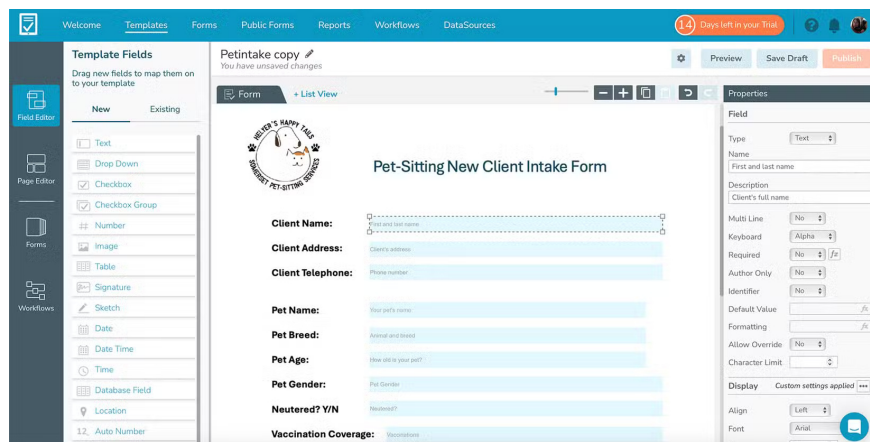 Welcome Templates Forms Public Forms Reports Workflows DataSources
14 Days left in your Trial
Template Fields
Drag new fields to map them on
to your template
New Existing
Text
Drop Down
Checkbox
Checkbox Group
Number
Image
Table
Signature
Sketch
Date
Date Time
Time
Database Field
Location
12, Auto Number
Field Editor
Page Editor
Forms
Workflows
Petintake copy
You have unsaved changes
Preview Save Draft Publish
Form + List View
HELYER'S HAPPY TAILS
SOMERSET PET-SITTING SERVICES
Pet-Sitting New Client Intake Form
Client Name: First and last name
Client Address: Client's address
Client Telephone: Phone number
Pet Name: Your pet's name
Pet Breed: Animal and breed
Pet Age: How old is your pet?
Pet Gender: Pet Gender
Neutered? Y/N Neutered?
Vaccination Coverage: Vaccinations
Properties
Field
Type Text
Name
First and last name
Description
Client's full name
Multi Line No
Keyboard Alpha
Required No fx
Author Only No
Identifier No
Default Value fx
Formatting fx
Allow Override No
Character Limit
Display Custom settings applied
Align Left
Font Arial